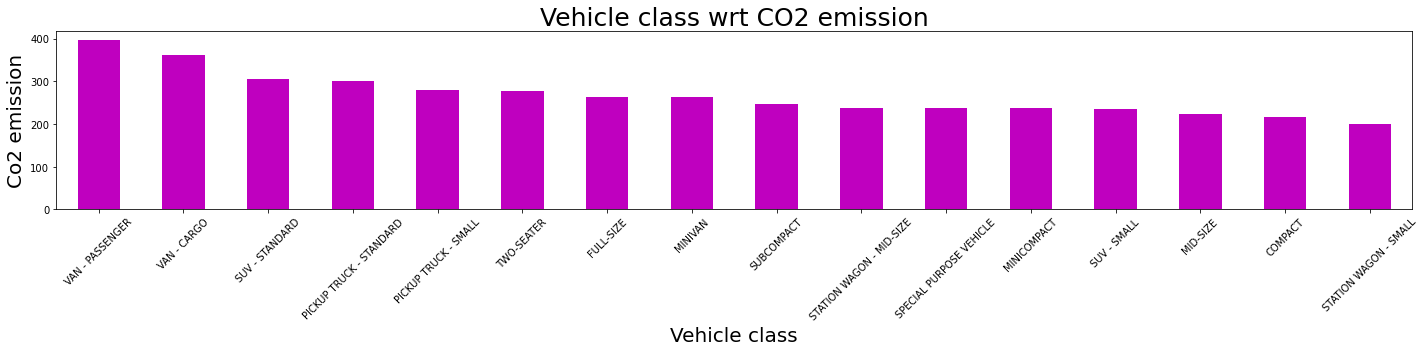 Vehicle class wrt CO2 emission
Co2 emission
400
300
200
100
0
VAN - PASSENGER
VAN - CARGO
SUV - STANDARD
PICKUP TRUCK - STANDARD
PICKUP TRUCK - SMALL
TWO-SEATER
FULL-SIZE
MINIVAN
SUBCOMPACT
STATION WAGON - MID-SIZE
SPECIAL PURPOSE VEHICLE
MINICOMPACT
SUV - SMALL
MID-SIZE
COMPACT
STATION WAGON - SMALL
Vehicle class